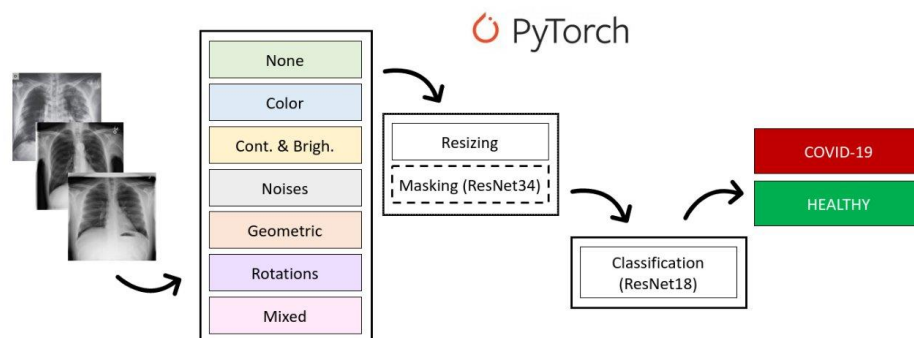 PyTorch
None
Color
Cont. & Brigh.
Noises
Geometric
Rotations
Mixed
Resizing
Masking (ResNet34)
Classification
(ResNet18)
COVID-19
HEALTHY